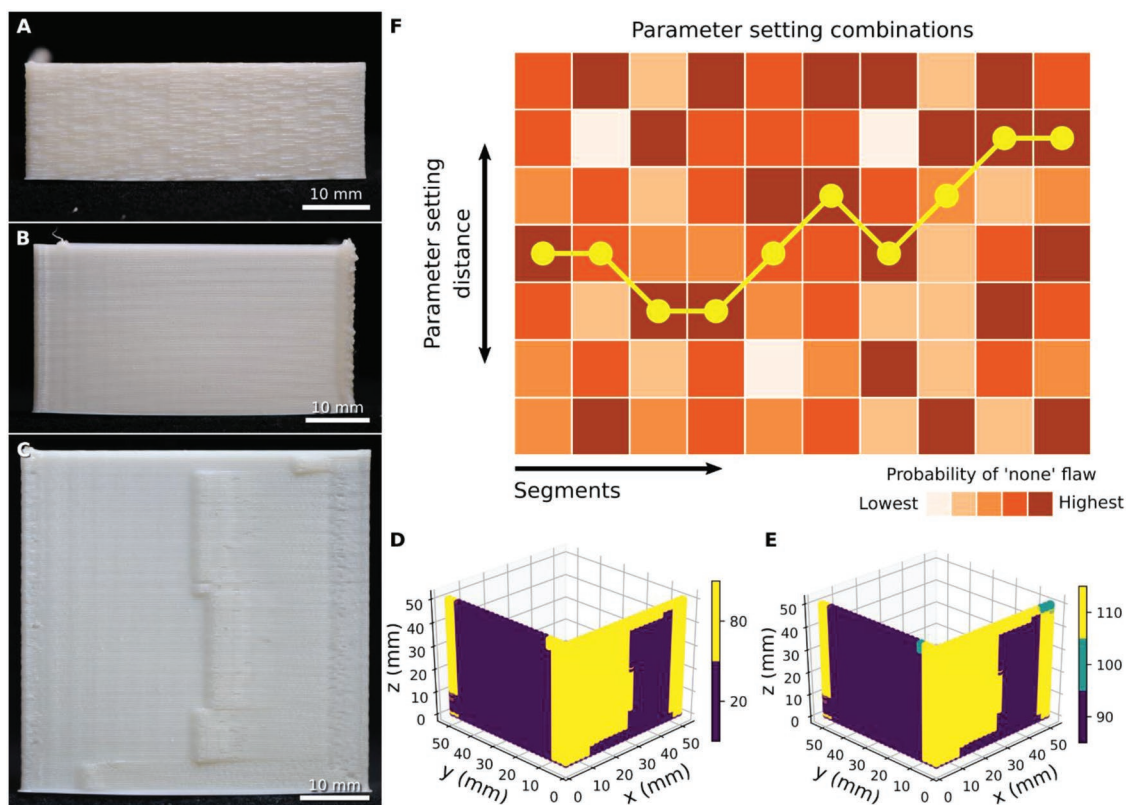 A
10 mm
B
10 mm
C
10 mm
F
Parameter setting combinations
Parameter setting
distance
Segments
Probability of 'none' flaw
Lowest
Highest
D
z (mm)
50
40
30
20
10
0
50
40
30
20
10
0
y (mm)
0
10
20
30
40
50
x (mm)
80
20
E
z (mm)
50
40
30
20
10
0
50
40
30
20
10
0
y (mm)
0
10
20
30
40
50
x (mm)
110
100
90